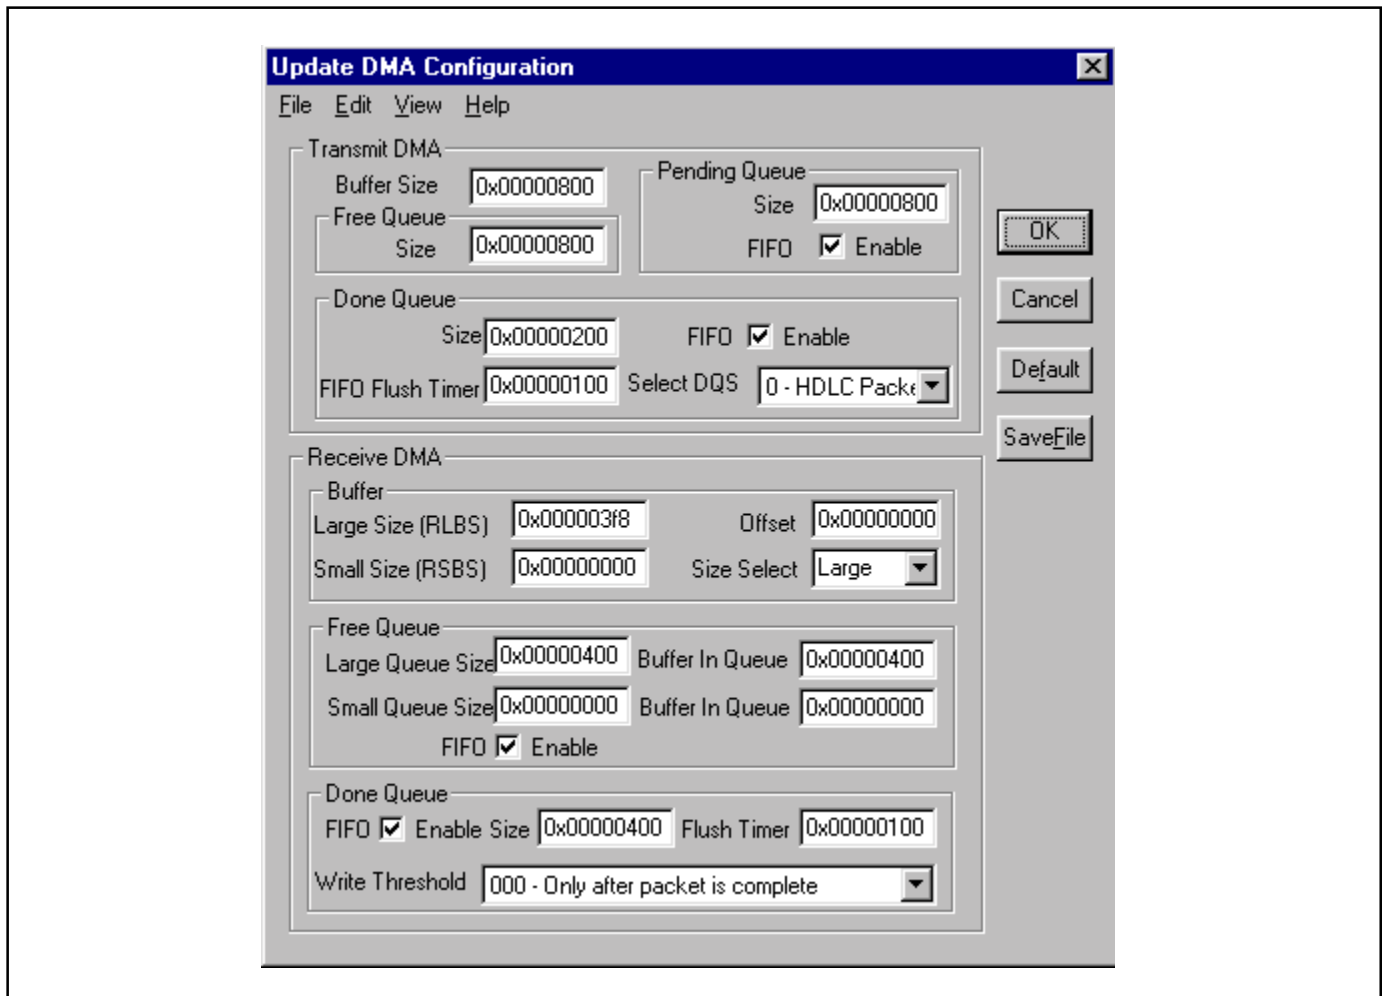 Update DMA Configuration
File Edit View Help
Transmit DMA
Buffer Size 0x00000800
Free Queue
Size 0x00000800
Pending Queue
Size 0x00000800
FIFO Enable
Done Queue
Size 0x00000200 FIFO Enable
FIFO Flush Timer 0x00000100 Select DQS 0 - HDLC Packe
Receive DMA
Buffer
Large Size (RLBS) 0x000003f8 Offset 0x00000000
Small Size (RSBS) 0x00000000 Size Select Large
Free Queue
Large Queue Size 0x00000400 Buffer In Queue 0x00000400
Small Queue Size 0x00000000 Buffer In Queue 0x00000000
FIFO Enable
Done Queue
FIFO Enable Size 0x00000400 Flush Timer 0x00000100
Write Threshold 000 - Only after packet is complete
OK
Cancel
Default
SaveFile